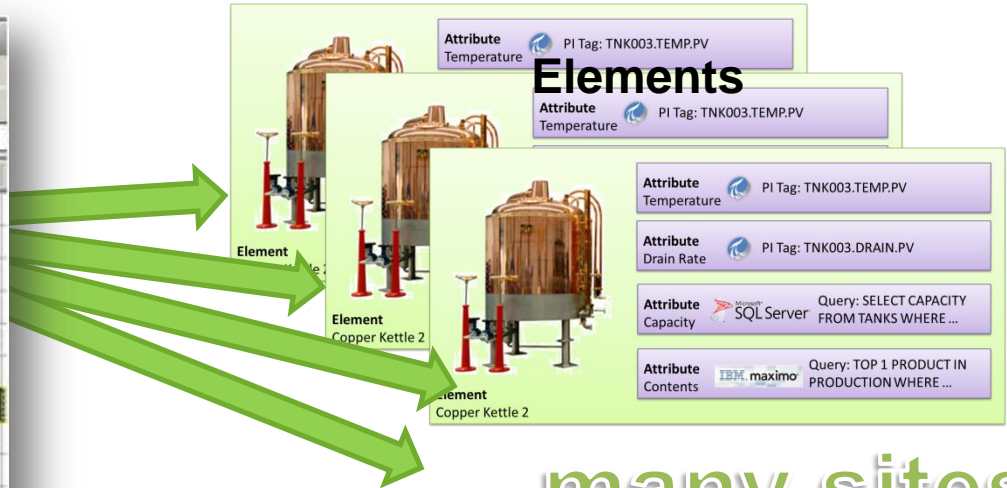 Attribute
Temperature
PI Tag: TNK003.TEMP.PV
Elements
Attribute
Temperature
PI Tag: TNK003.TEMP.PV
Attribute
Temperature
PI Tag: TNK003.TEMP.PV
Attribute
Drain Rate
PI Tag: TNK003.DRAIN.PV
Attribute
Capacity
Microsoft
SQL Server
Query: SELECT CAPACITY
FROM TANKS WHERE ...
Attribute
Contents
IBM maximo
Query: TOP 1 PRODUCT IN
PRODUCTION WHERE ...
Element
Element
Copper Kettle 2
Element
Copper Kettle 2
many sites